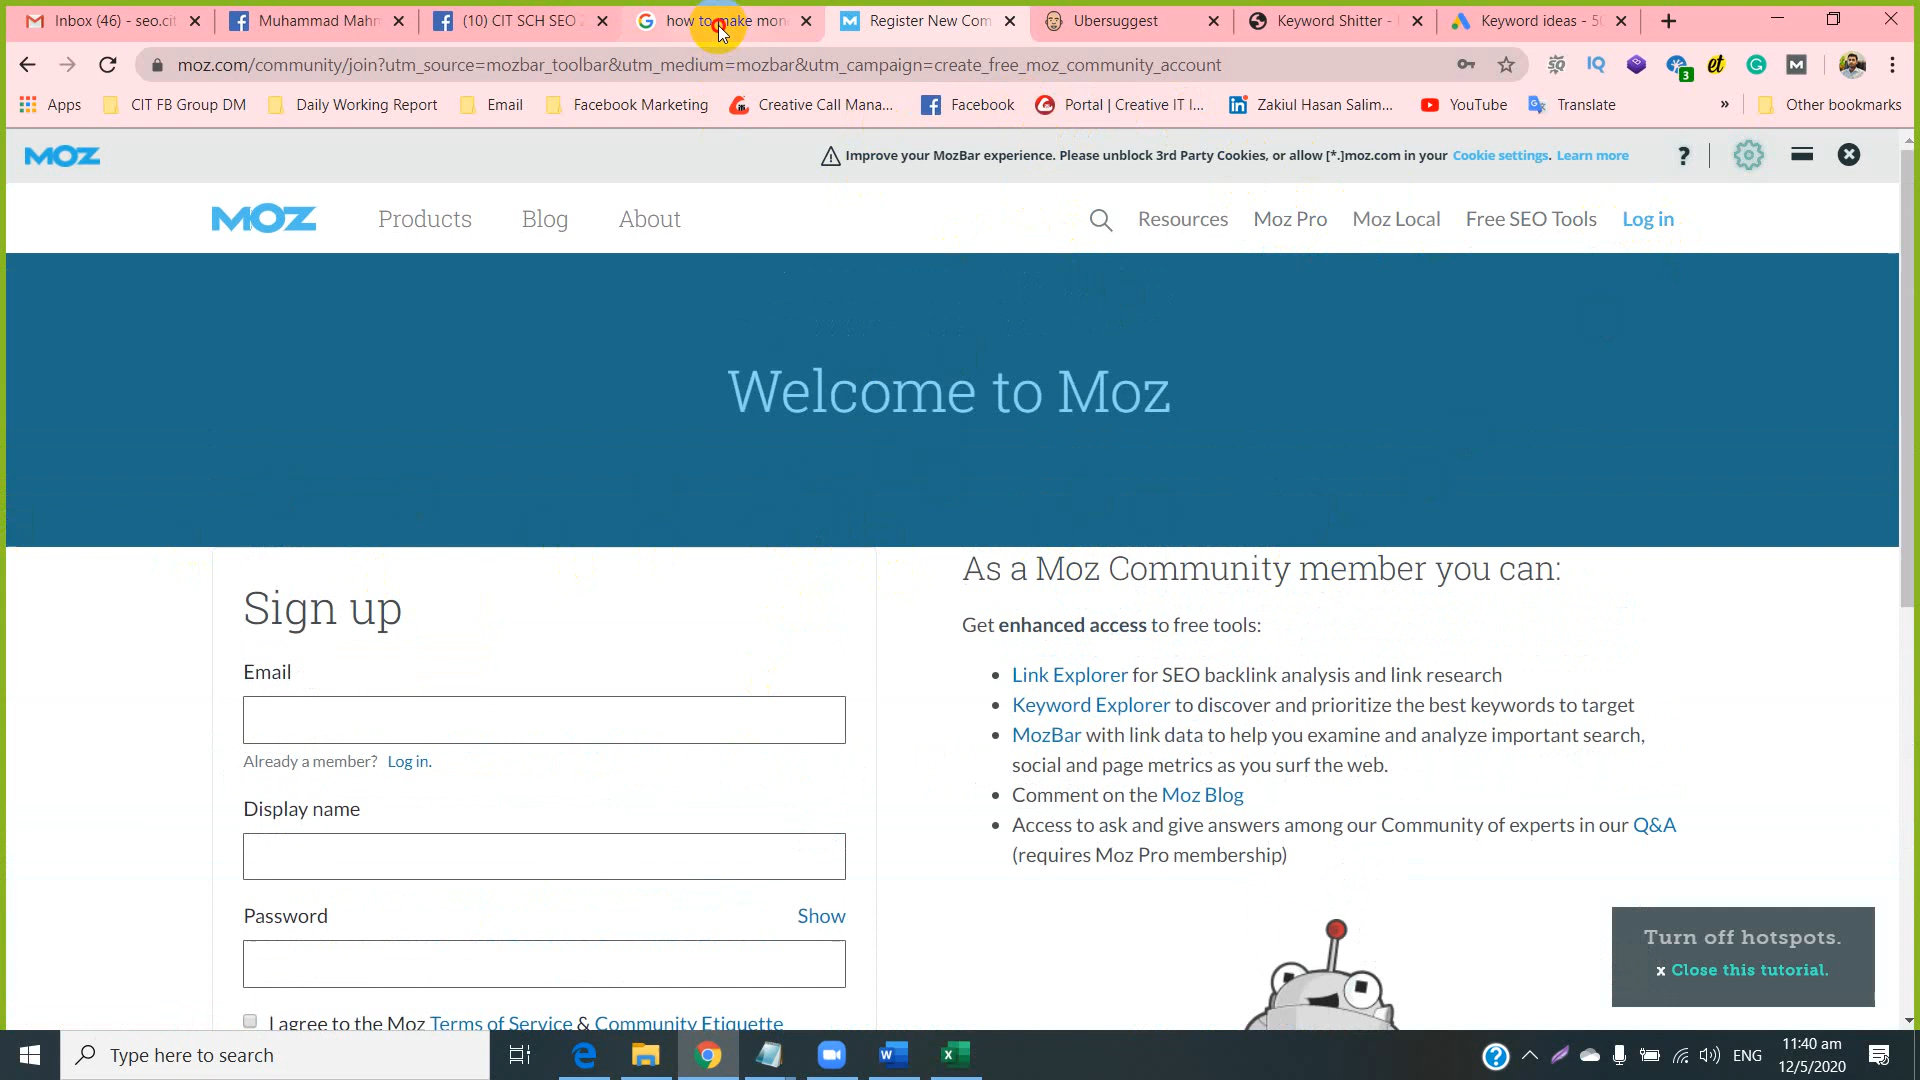 Inbox (46) - seo.cit
Muhammad Mahm
(10) CIT SCH SEO
how to make mon
Register New Com
Ubersuggest
Keyword Shitter -
Keyword ideas - 50
moz.com/community/join?utm_source=mozbar_toolbar&utm_medium=mozbar&utm_campaign=create_free_moz_community_account
3
Apps
CIT FB Group DM
Daily Working Report
Email
Facebook Marketing
Creative Call Mana...
Facebook
Portal | Creative IT I...
Zakiul Hasan Salim...
YouTube
Translate
»
Other bookmarks
MOZ
Improve your MozBar experience. Please unblock 3rd Party Cookies, or allow [*.]moz.com in your Cookie settings. Learn more
?
MOZ
Products
Blog
About
Resources
Moz Pro
Moz Local
Free SEO Tools
Log in
Welcome to Moz
Sign up
Email
Already a member? Log in.
Display name
Password
Show
I agree to the Moz Terms of Service & Community Etiquette
As a Moz Community member you can:
Get enhanced access to free tools:
Link Explorer for SEO backlink analysis and link research
Keyword Explorer to discover and prioritize the best keywords to target
MozBar with link data to help you examine and analyze important search,
social and page metrics as you surf the web.
Comment on the Moz Blog
Access to ask and give answers among our Community of experts in our Q&A
(requires Moz Pro membership)
Turn off hotspots.
x Close this tutorial.
Type here to search
ENG
11:40 am
12/5/2020